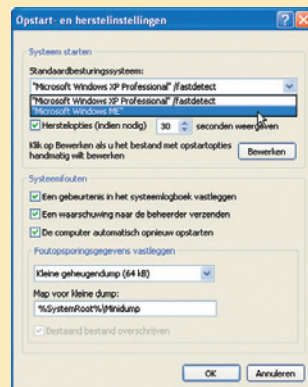 Opstart- en herstelinstellingen
Systeem starten
Standaardbesturingssysteem:
"Microsoft Windows XP Professional" /fastdetect
"Microsoft Windows XP Professional" /fastdetect
"Microsoft Windows ME"
Herstelopties (indien nodig) 30 seconden weergeven
Klik op Bewerken als u het bestand met opstartopties
handmatig wilt bewerken
Bewerken
Systeemfouten
Een gebeurtenis in het systeemlogboek vastleggen
Een waarschuwing naar de beheerder verzenden
De computer automatisch opnieuw opstarten
Foutopsporingsgegevens vastleggen
Kleine geheugendump (64 kB)
Map voor kleine dump:
%SystemRoot%\Minidump
Bestaand bestand overschrijven
OK Annuleren